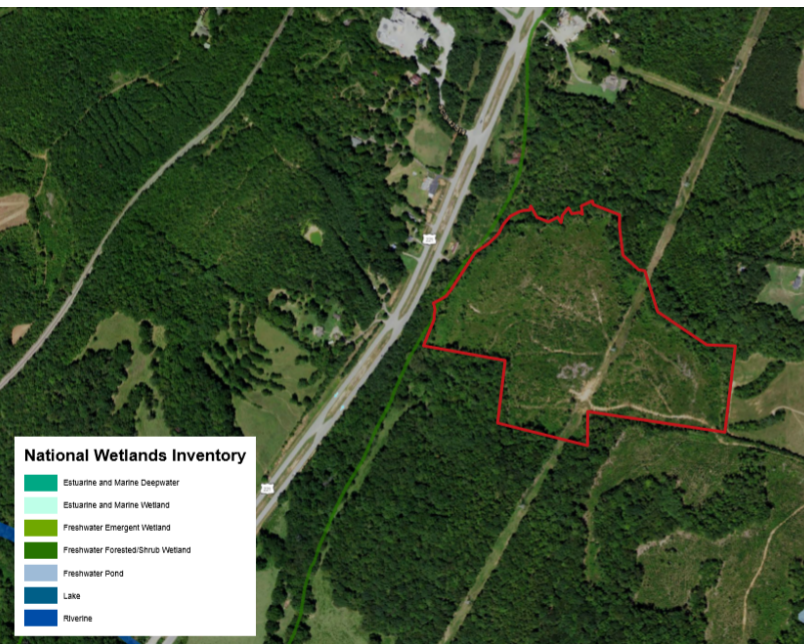 National Wetlands Inventory
Estuarine and Marine Deepwater
Estuarine and Marine Wetland
Freshwater Emergent Wetland
Freshwater Forested/Shrub Wetland
Freshwater Pond
Lake
Riverine